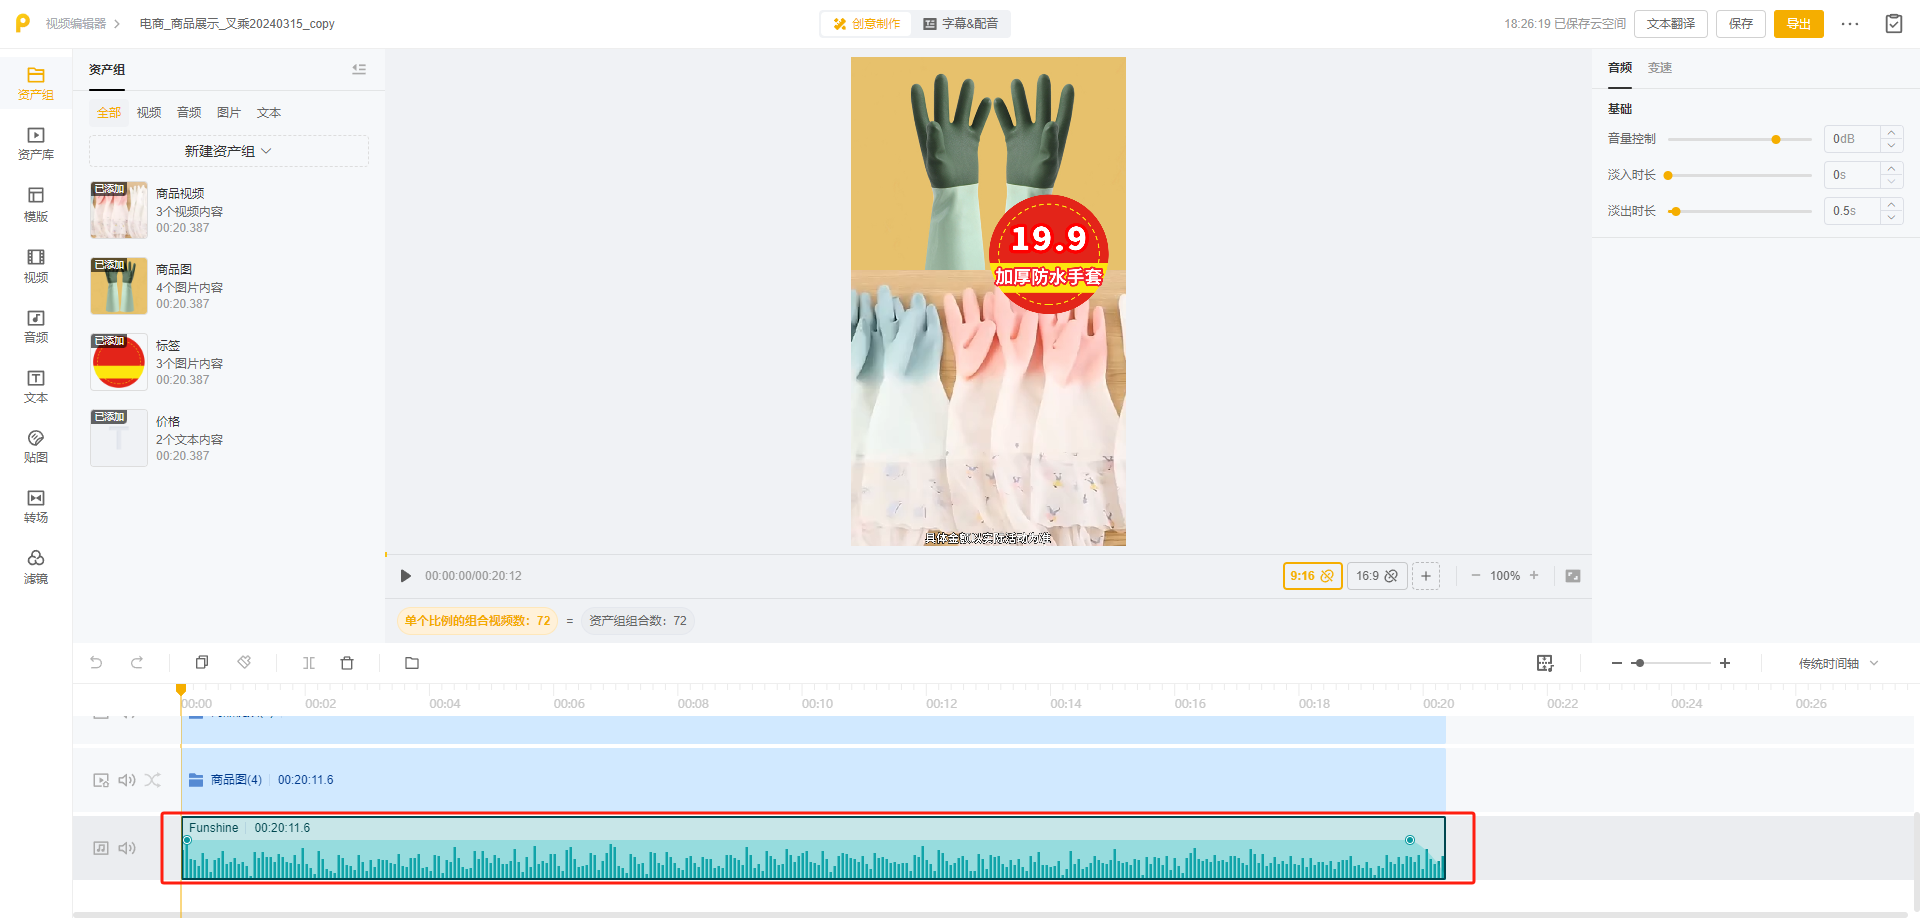 视频编辑器 > 电商_商品展示_叉乘20240315_copy
创意制作 字幕&配音
18:26:19 已保存云空间 文本翻译 保存 导出 ...
资产组
资产库
模版
视频
音频
文本
贴图
转场
滤镜
资产组
全部 视频 音频 图片 文本
新建资产组
已添加
商品视频
3个视频内容
00:20.387
已添加
商品图
4个图片内容
00:20.387
已添加
标签
3个图片内容
00:20.387
已添加
价格
2个文本内容
00:20.387
T
19.9
加厚防水手套
具体金额以实际活动为准
00:00:00/00:20:12
9:16 16:9 + − 100% +
单个比例的组合视频数：72 = 资产组组合数：72
音频 变速
基础
音量控制 0dB
淡入时长 0s
淡出时长 0.5s
传统时间轴
00:00 00:02 00:04 00:06 00:08 00:10 00:12 00:14 00:16 00:18 00:20 00:22 00:24 00:26
商品图(4) 00:20:11.6
Funshine 00:20:11.6